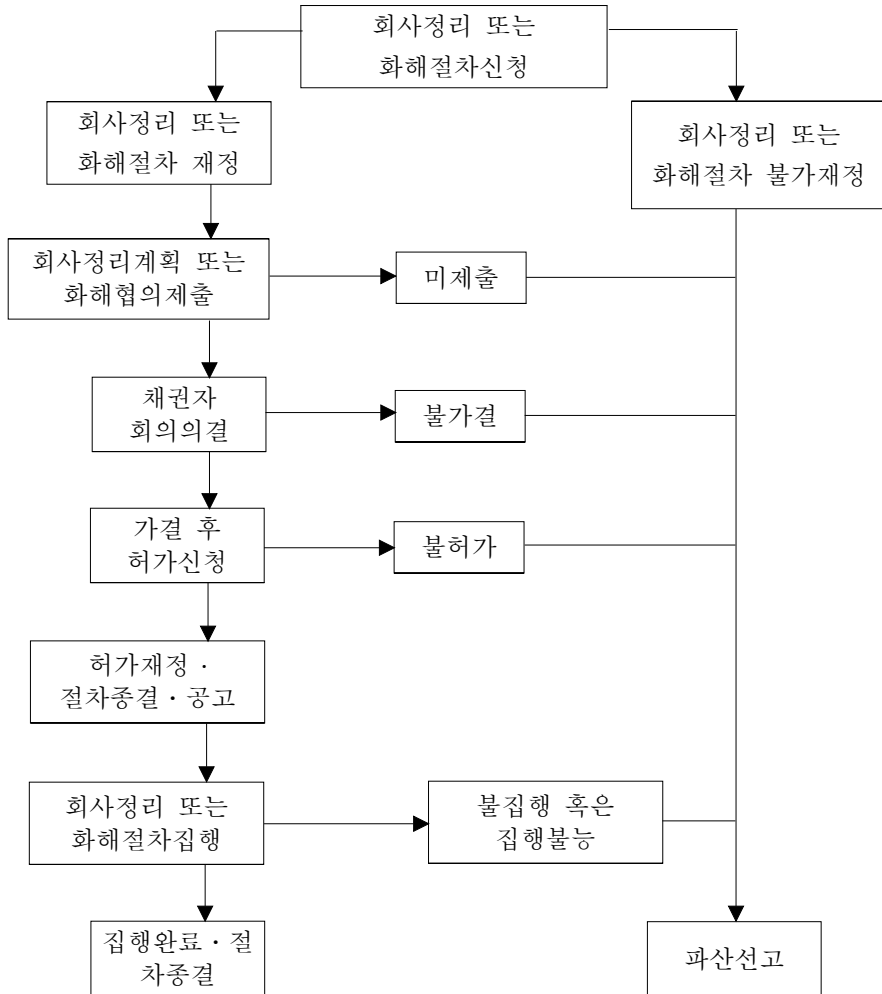 회사정리 또는
화해절차신청
회사정리 또는
화해절차 재정
회사정리 또는
화해절차 불가재정
회사정리계획 또는
화해협의제출
미제출
채권자
회의의결
불가결
가결 후
허가신청
불허가
허가재정·
절차종결·공고
회사정리 또는
화해절차집행
불집행 혹은
집행불능
집행완료·절
차종결
파산선고